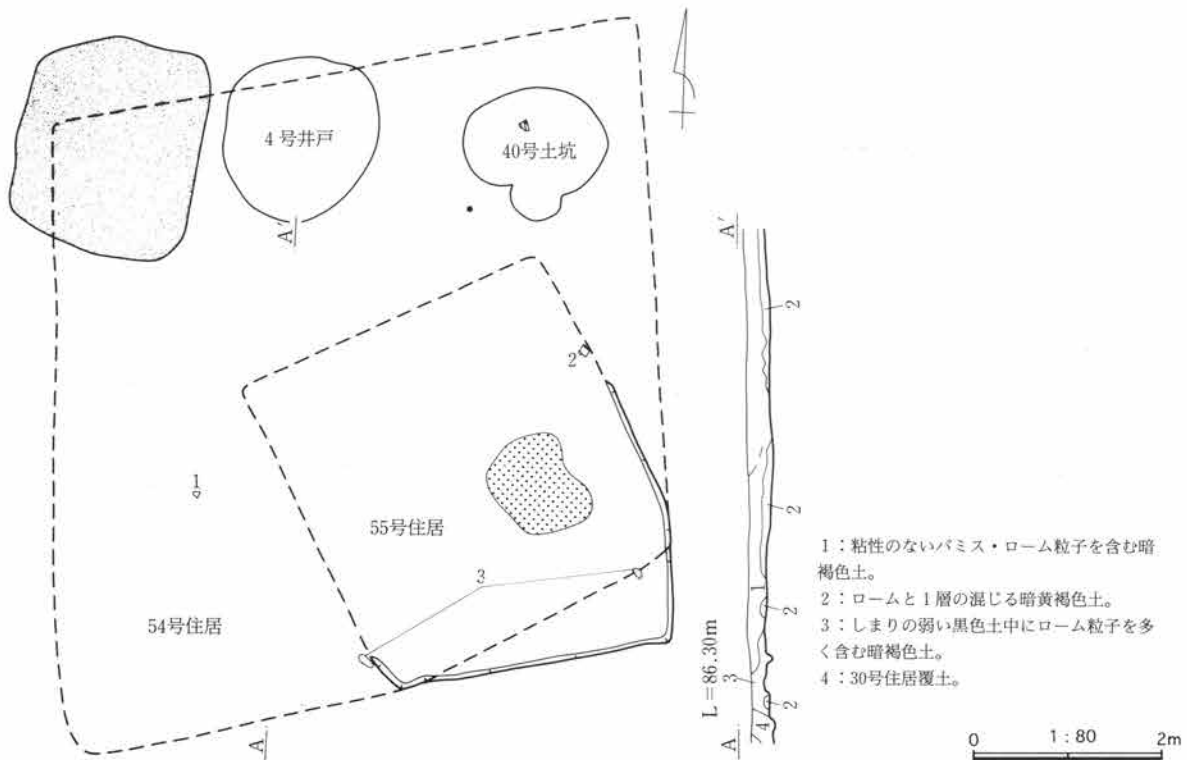 4号井戸
40号土坑
A′
A′
2
2
1
55号住居
2
3
54号住居
1
2
3
2
4
L=86.30m
A
A
1：粘性のないパミス・ローム粒子を含む暗
褐色土。
2：ロームと1層の混じる暗黄褐色土。
3：しまりの弱い黒色土中にローム粒子を多
く含む暗褐色土。
4：30号住居覆土。
0 1:80 2m